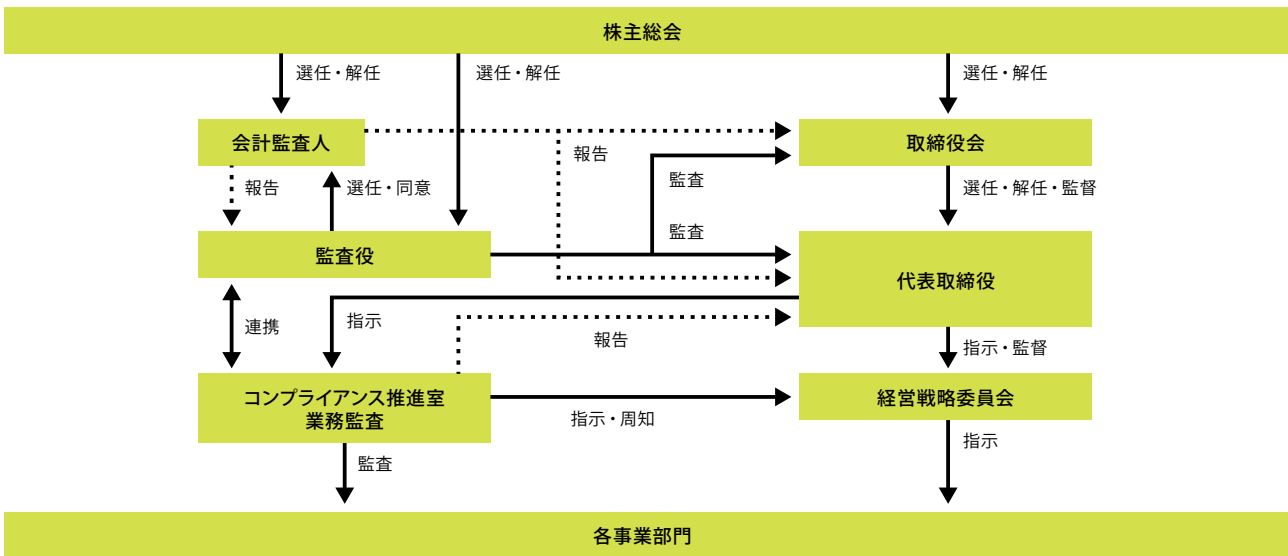 株主総会
選任・解任
選任・解任
選任・解任
会計監査人
取締役会
報告
監査
報告
選任・同意
選任・解任・監督
監査
監査役
代表取締役
連携
指示
報告
指示・監督
コンプライアンス推進室
業務監査
経営戦略委員会
指示・周知
監査
指示
各事業部門